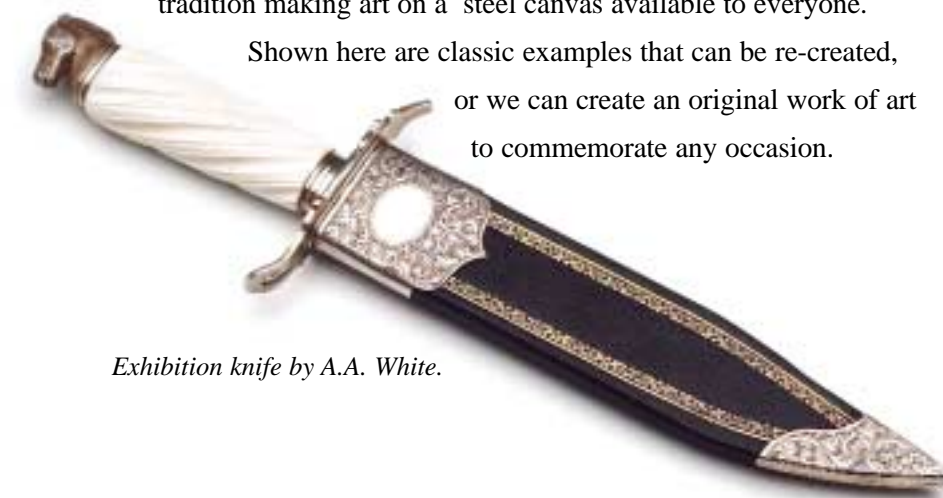 tradition making art on a steel canvas available to everyone.
Shown here are classic examples that can be re-created,
or we can create an original work of art
to commemorate any occasion.
Exhibition knife by A.A. White.